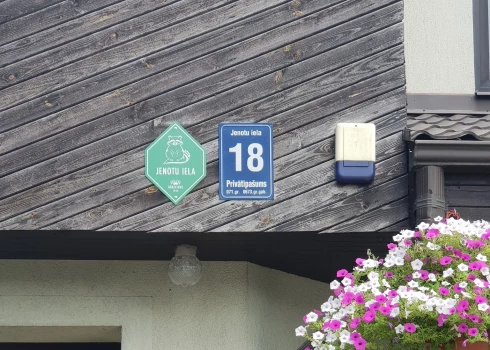 JENOTU IELA
Jenotu iela
18
Privātīpašums